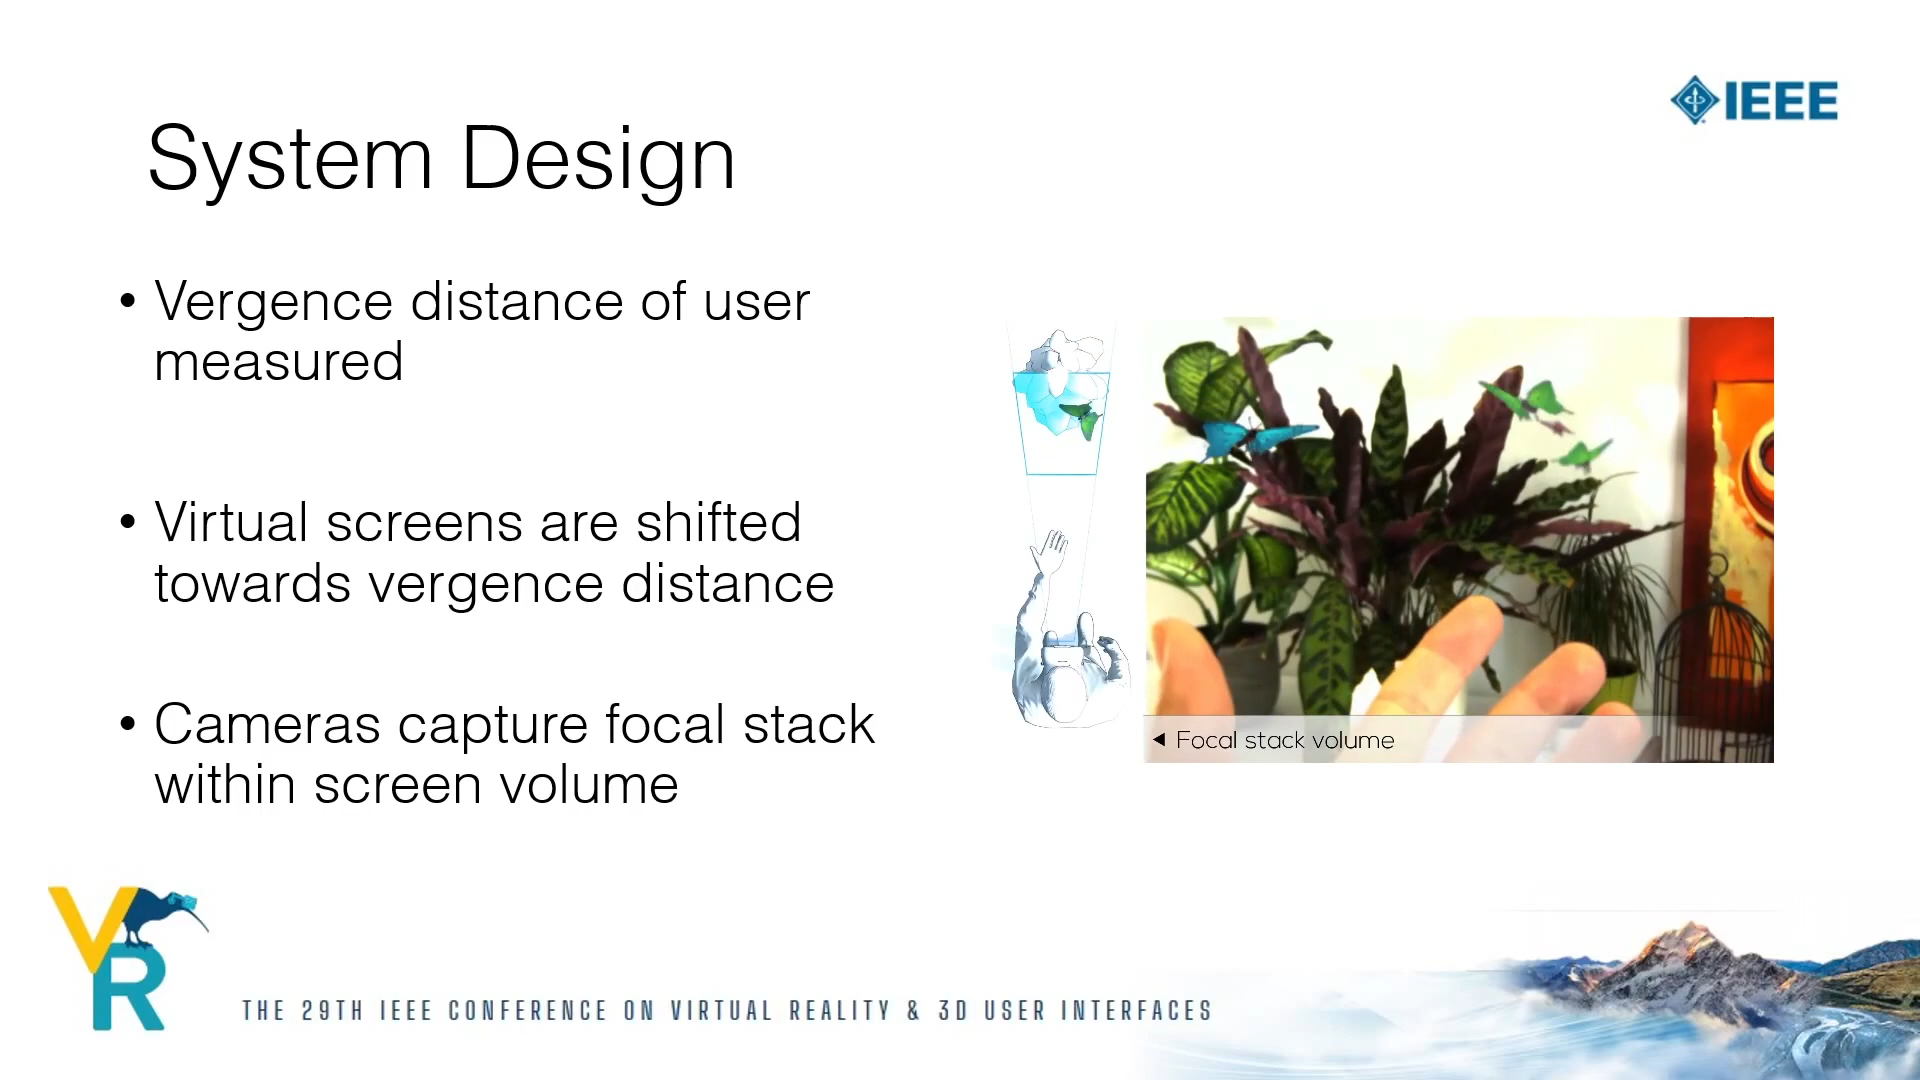 IEEE
System Design
• Vergence distance of user
measured
• Virtual screens are shifted
towards vergence distance
• Cameras capture focal stack
within screen volume
◄ Focal stack volume
VR
THE 29TH IEEE CONFERENCE ON VIRTUAL REALITY & 3D USER INTERFACES